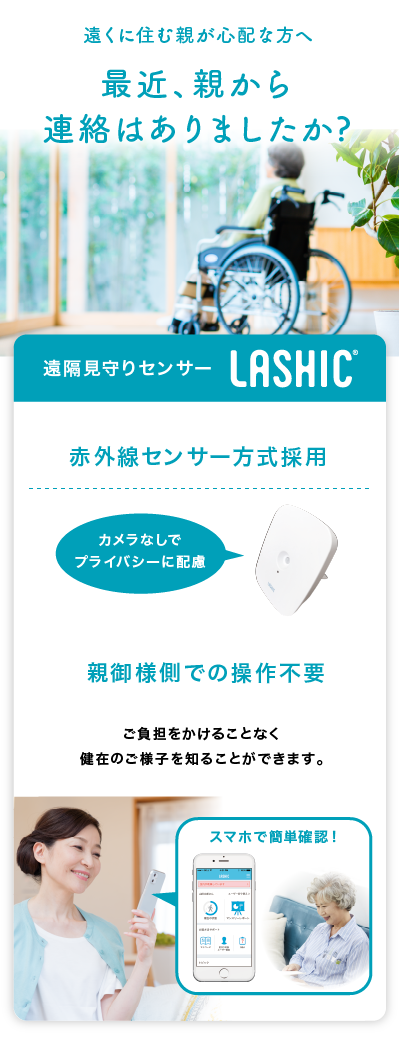 遠くに住む親が心配な方へ
最近、親から
連絡はありましたか?
遠隔見守りセンサー LASHIC®
赤外線センサー方式採用
カメラなしで
プライバシーに配慮
親御様側での操作不要
ご負担をかけることなく
健在のご様子を知ることができます。
スマホで簡単確認！